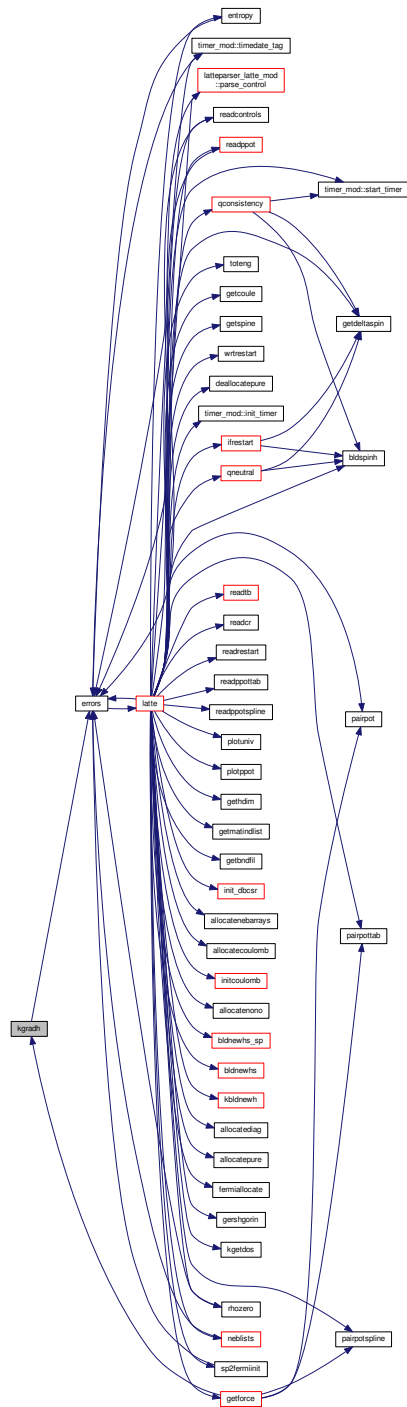 entropy
timer_mod::timedate_tag
latteparser_latte_mod
::parse_control
readcontrols
readppot
timer_mod::start_timer
qconsistency
toteng
getcoule
getspine
getdeltaspin
wrtrestart
deallocatepure
timer_mod::init_timer
ifrestart
bldspinh
qneutral
readtb
readcr
readrestart
readppottab
errors
latte
readppotspline
pairpot
plotuniv
plotppot
gethdim
getmatindlist
getbndfil
init_dbcsr
allocatenebarrays
pairpottab
allocatecoulomb
initcoulomb
allocatenono
kgradh
bldnewhs_sp
bldnewhs
kbldnewh
allocatediag
allocatepure
fermiallocate
gershgorin
kgetdos
rhozero
neblists
pairpotspline
sp2fermiinit
getforce